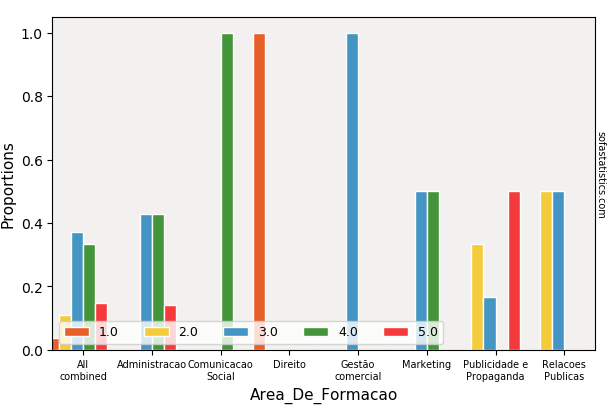 1.0
0.8
0.6
0.4
0.2
0.0
Proportions
1.0 2.0 3.0 4.0 5.0
All combined
Administracao
Comunicacao Social
Direito
Gestão comercial
Marketing
Publicidade e Propaganda
Relacoes Publicas
Area_De_Formacao
sofastatistics.com